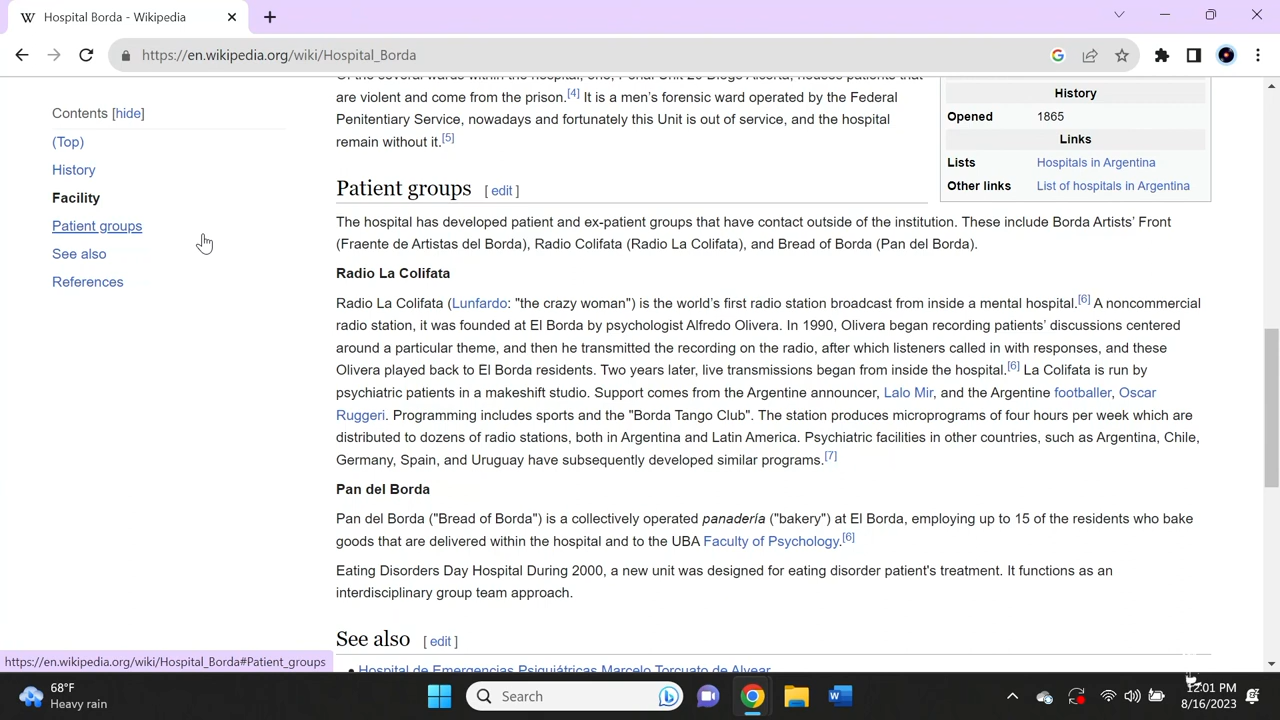 Hospital Borda - Wikipedia
https://en.wikipedia.org/wiki/Hospital_Borda
Contents [hide]
(Top)
History
Facility
Patient groups
See also
References
are violent and come from the prison.[4] It is a men's forensic ward operated by the Federal
Penitentiary Service, nowadays and fortunately this Unit is out of service, and the hospital
remain without it.[5]
History
Opened 1865
Links
Lists Hospitals in Argentina
Other links List of hospitals in Argentina
Patient groups [ edit ]
The hospital has developed patient and ex-patient groups that have contact outside of the institution. These include Borda Artists' Front
(Fraente de Artistas del Borda), Radio Colifata (Radio La Colifata), and Bread of Borda (Pan del Borda).
Radio La Colifata
Radio La Colifata (Lunfardo: "the crazy woman") is the world's first radio station broadcast from inside a mental hospital.[6] A noncommercial
radio station, it was founded at El Borda by psychologist Alfredo Olivera. In 1990, Olivera began recording patients' discussions centered
around a particular theme, and then he transmitted the recording on the radio, after which listeners called in with responses, and these
Olivera played back to El Borda residents. Two years later, live transmissions began from inside the hospital.[6] La Colifata is run by
psychiatric patients in a makeshift studio. Support comes from the Argentine announcer, Lalo Mir, and the Argentine footballer, Oscar
Ruggeri. Programming includes sports and the "Borda Tango Club". The station produces microprograms of four hours per week which are
distributed to dozens of radio stations, both in Argentina and Latin America. Psychiatric facilities in other countries, such as Argentina, Chile,
Germany, Spain, and Uruguay have subsequently developed similar programs.[7]
Pan del Borda
Pan del Borda ("Bread of Borda") is a collectively operated panadería ("bakery") at El Borda, employing up to 15 of the residents who bake
goods that are delivered within the hospital and to the UBA Faculty of Psychology.[6]
Eating Disorders Day Hospital During 2000, a new unit was designed for eating disorder patient's treatment. It functions as an
interdisciplinary group team approach.
See also [ edit ]
Hospital de Emergencias Psiquiátricas Marcelo Torcuato de Alvear
https://en.wikipedia.org/wiki/Hospital_Borda#Patient_groups
68°F
Heavy rain
Search
12:01 PM
8/16/2023